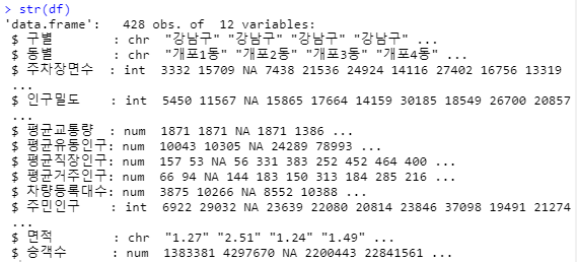 > str(df)
'data.frame':   428 obs. of  12 variables:
 $ 구별        : chr  "강남구" "강남구" "강남구" "강남구" ...
 $ 동별        : chr  "개포1동" "개포2동" "개포3동" "개포4동" ...
 $ 주차장면수  : int  3332 15709 NA 7438 21536 24924 14116 27402 16756 13319
...
 $ 인구밀도    : int  5450 11567 NA 15865 17664 14159 30185 18549 26700 20857
...
 $ 평균교통량  : num  1871 1871 NA 1871 1386 ...
 $ 평균유동인구: num  10043 10305 NA 24289 78993 ...
 $ 평균직장인구: num  157 53 NA 56 331 383 252 452 464 400 ...
 $ 평균거주인구: num  66 94 NA 144 183 150 313 184 285 216 ...
 $ 차량등록대수: num  3875 10266 NA 8552 10388 ...
 $ 주민인구    : int  6922 29032 NA 23639 22080 20814 23846 37098 19491 21274
...
 $ 면적        : chr  "1.27" "2.51" "1.24" "1.49" ...
 $ 승객수      : num  1383381 4297670 NA 2200443 22841561 ...